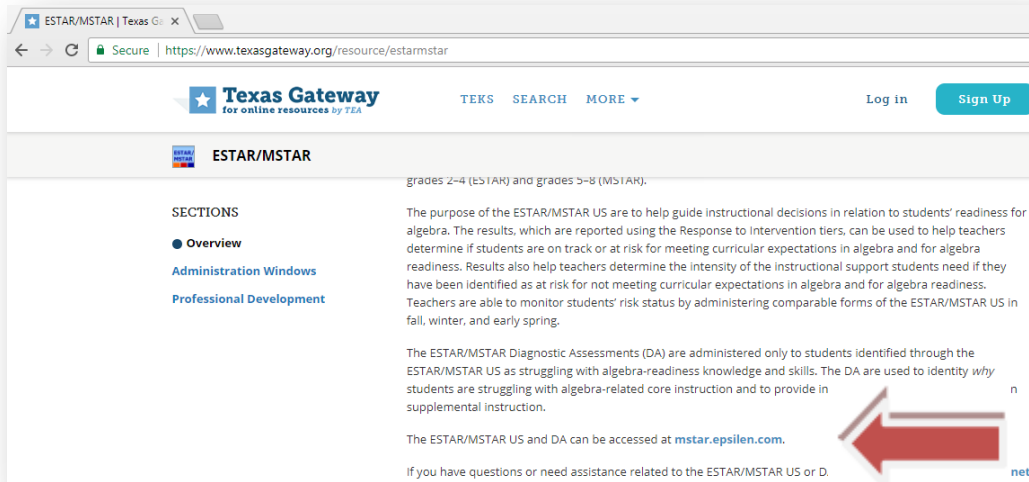 ESTAR/MSTAR | Texas Ga
Secure | https://www.texasgateway.org/resource/estarmstar
Texas Gateway
for online resources by TEA
TEKS SEARCH MORE
Log in Sign Up
ESTAR/MSTAR
ESTAR/MSTAR
grades 2–4 (ESTAR) and grades 5–8 (MSTAR).
SECTIONS
Overview
Administration Windows
Professional Development
The purpose of the ESTAR/MSTAR US are to help guide instructional decisions in relation to students' readiness for
algebra. The results, which are reported using the Response to Intervention tiers, can be used to help teachers
determine if students are on track or at risk for meeting curricular expectations in algebra and for algebra
readiness. Results also help teachers determine the intensity of the instructional support students need if they
have been identified as at risk for not meeting curricular expectations in algebra and for algebra readiness.
Teachers are able to monitor students' risk status by administering comparable forms of the ESTAR/MSTAR US in
fall, winter, and early spring.
The ESTAR/MSTAR Diagnostic Assessments (DA) are administered only to students identified through the
ESTAR/MSTAR US as struggling with algebra-readiness knowledge and skills. The DA are used to identity why
students are struggling with algebra-related core instruction and to provide in n
supplemental instruction.
The ESTAR/MSTAR US and DA can be accessed at mstar.epsilen.com.
If you have questions or need assistance related to the ESTAR/MSTAR US or D. net